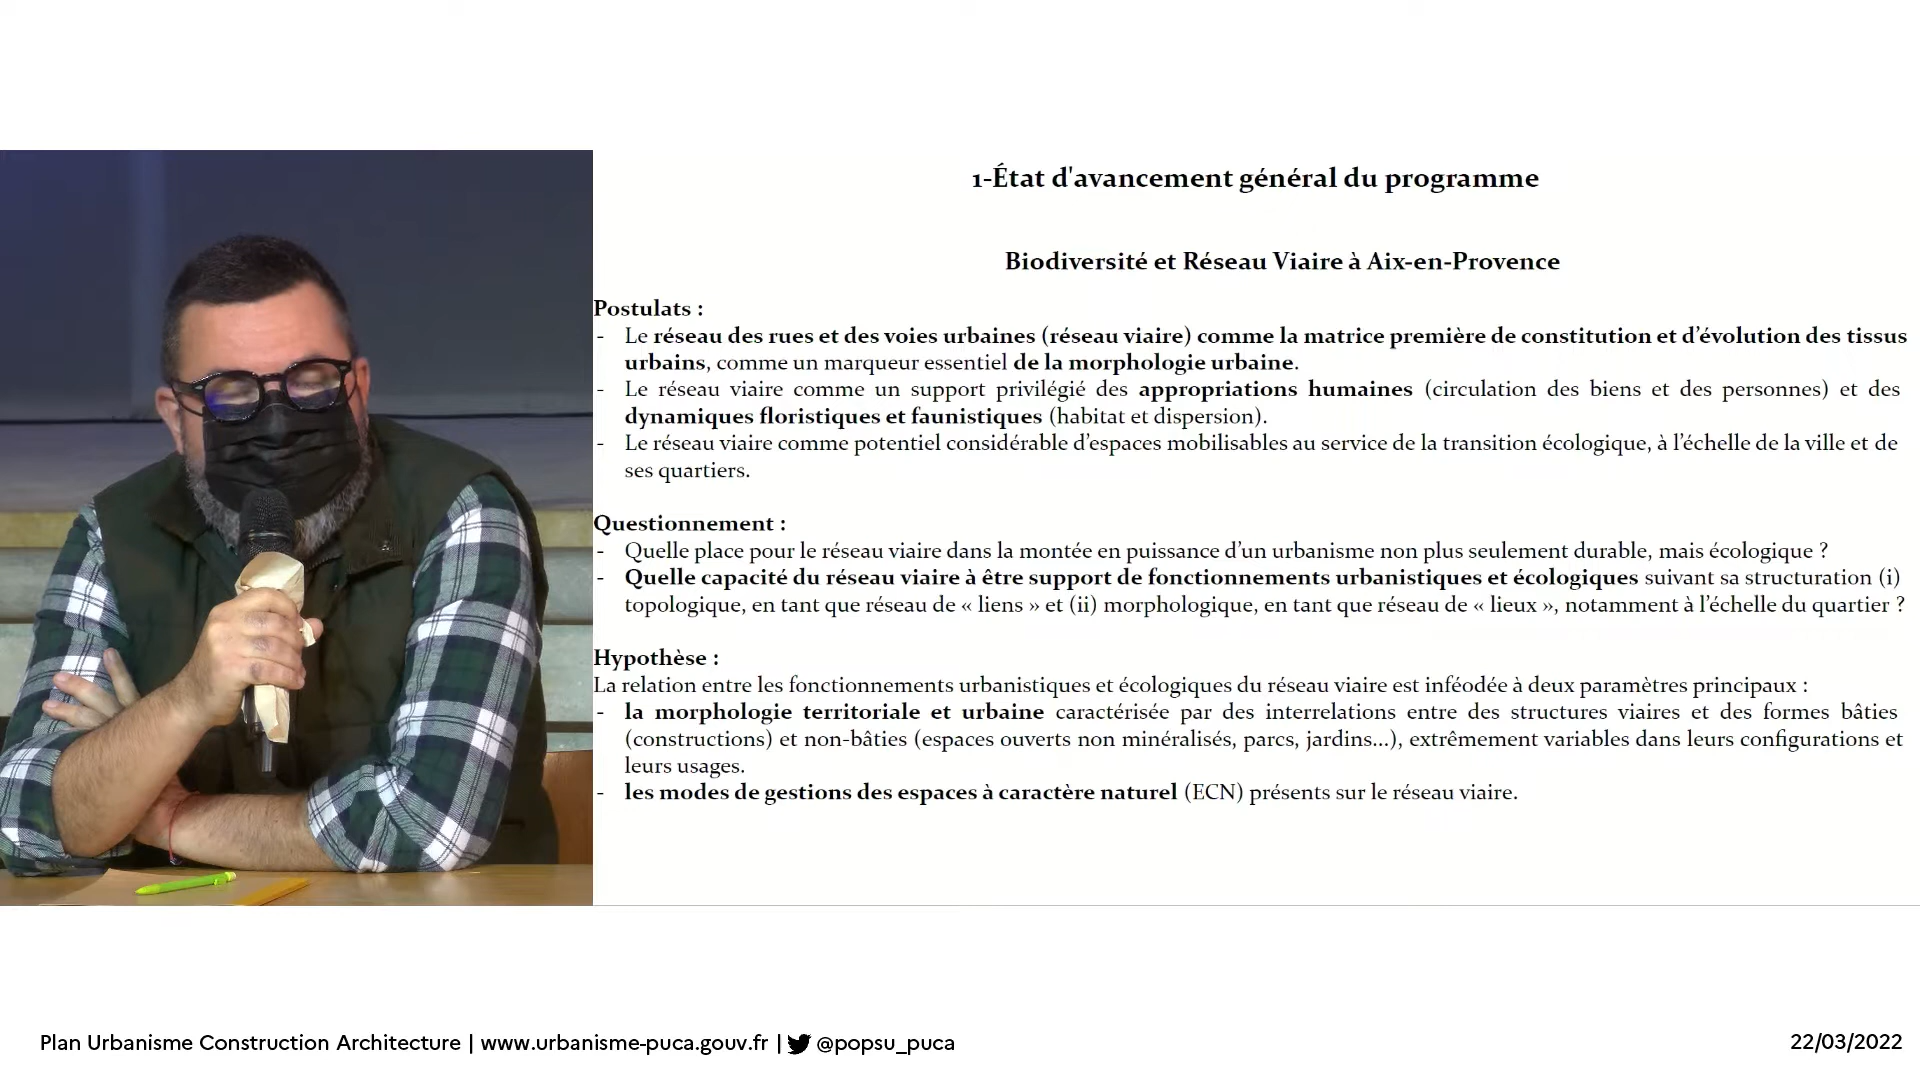 1-État d'avancement général du programme
Biodiversité et Réseau Viaire à Aix-en-Provence
Postulats :
- Le réseau des rues et des voies urbaines (réseau viaire) comme la matrice première de constitution et d’évolution des tissus
urbains, comme un marqueur essentiel de la morphologie urbaine.
- Le réseau viaire comme un support privilégié des appropriations humaines (circulation des biens et des personnes) et des
dynamiques floristiques et faunistiques (habitat et dispersion).
- Le réseau viaire comme potentiel considérable d’espaces mobilisables au service de la transition écologique, à l’échelle de la ville et de
ses quartiers.
Questionnement :
- Quelle place pour le réseau viaire dans la montée en puissance d’un urbanisme non plus seulement durable, mais écologique ?
- Quelle capacité du réseau viaire à être support de fonctionnements urbanistiques et écologiques suivant sa structuration (i)
topologique, en tant que réseau de « liens » et (ii) morphologique, en tant que réseau de « lieux », notamment à l’échelle du quartier ?
Hypothèse :
La relation entre les fonctionnements urbanistiques et écologiques du réseau viaire est inféodée à deux paramètres principaux :
- la morphologie territoriale et urbaine caractérisée par des interrelations entre des structures viaires et des formes bâties
(constructions) et non-bâties (espaces ouverts non minéralisés, parcs, jardins…), extrêmement variables dans leurs configurations et
leurs usages.
- les modes de gestions des espaces à caractère naturel (ECN) présents sur le réseau viaire.
Plan Urbanisme Construction Architecture | www.urbanisme-puca.gouv.fr | @popsu_puca
22/03/2022